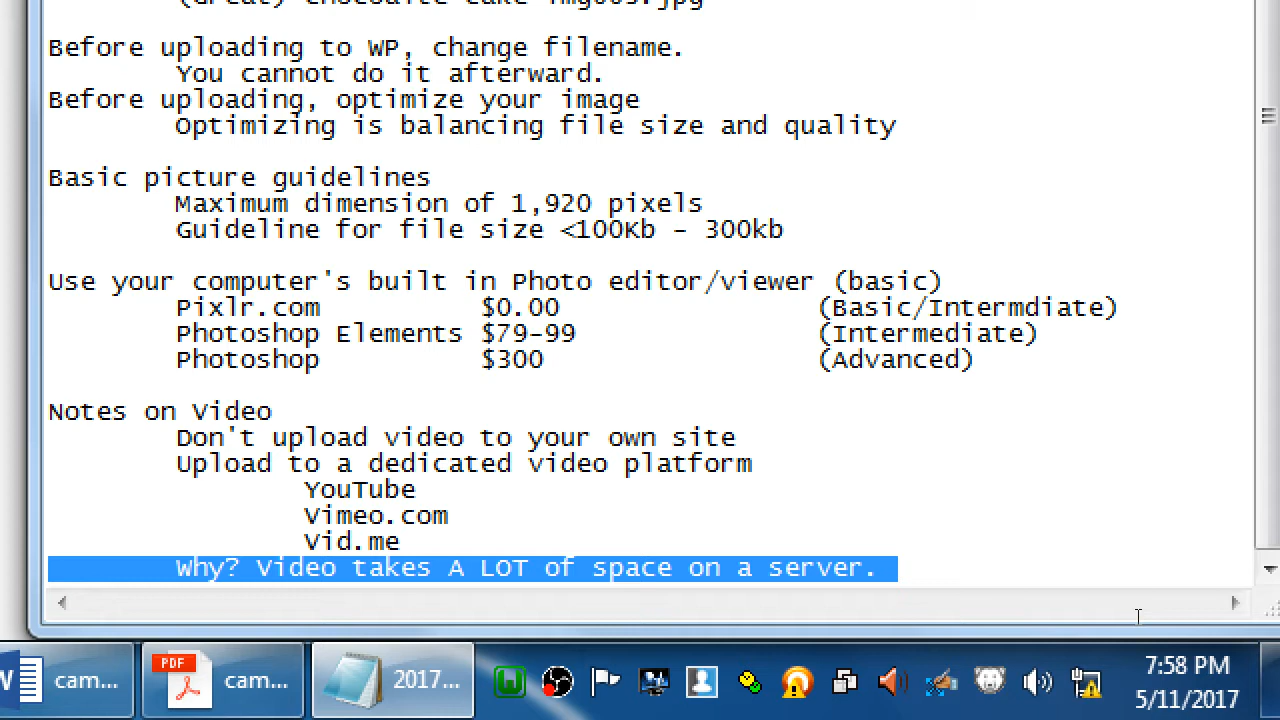 Before uploading to WP, change filename.
You cannot do it afterward.
Before uploading, optimize your image
Optimizing is balancing file size and quality
Basic picture guidelines
Maximum dimension of 1,920 pixels
Guideline for file size <100Kb - 300kb
Use your computer's built in Photo editor/viewer (basic)
Pixlr.com $0.00 (Basic/Intermdiate)
Photoshop Elements $79-99 (Intermediate)
Photoshop $300 (Advanced)
Notes on Video
Don't upload video to your own site
Upload to a dedicated video platform
YouTube
Vimeo.com
Vid.me
Why? Video takes A LOT of space on a server.
W cam... PDF cam... 2017... W 7:58 PM
5/11/2017